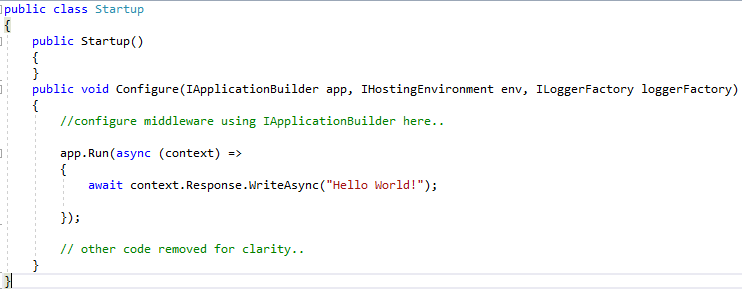 public class Startup
{
    public Startup()
    {
    }
    public void Configure(IApplicationBuilder app, IHostingEnvironment env, ILoggerFactory loggerFactory)
    {
        //configure middleware using IApplicationBuilder here..
        app.Run(async (context) =>
        {
            await context.Response.WriteAsync("Hello World!");
        });
        // other code removed for clarity..
    }
}